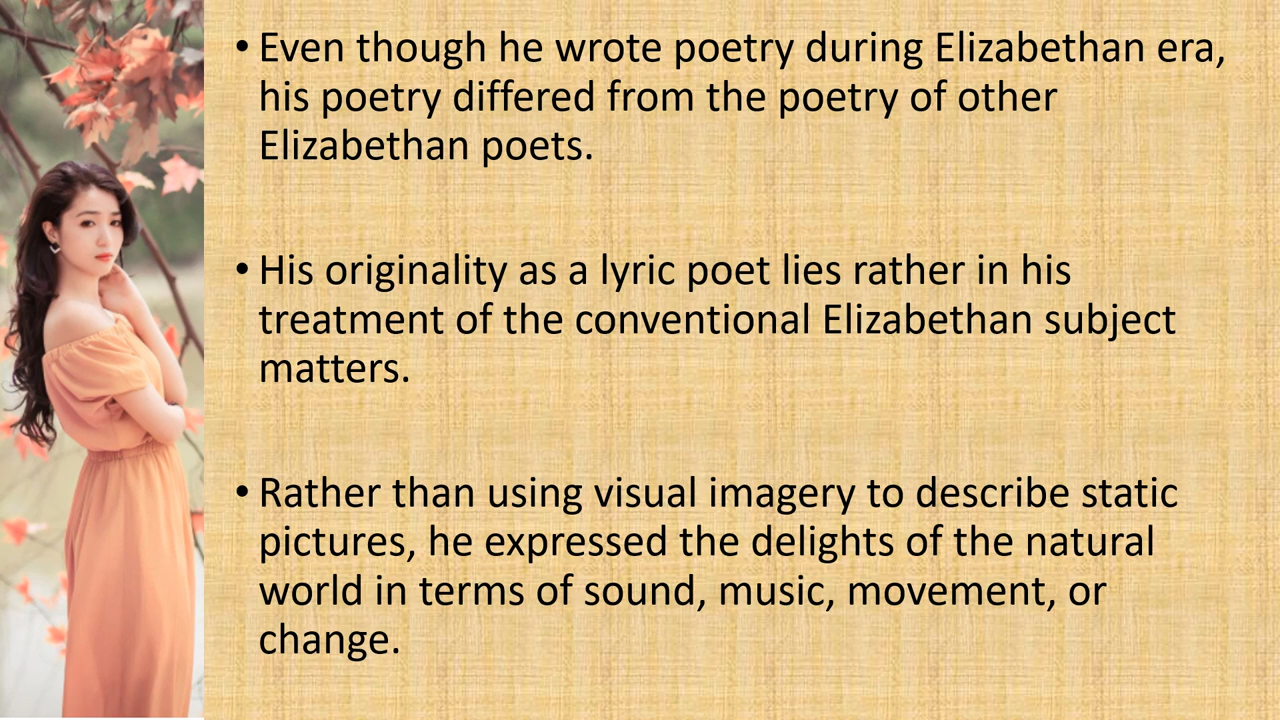 • Even though he wrote poetry during Elizabethan era,
his poetry differed from the poetry of other
Elizabethan poets.
• His originality as a lyric poet lies rather in his
treatment of the conventional Elizabethan subject
matters.
• Rather than using visual imagery to describe static
pictures, he expressed the delights of the natural
world in terms of sound, music, movement, or
change.